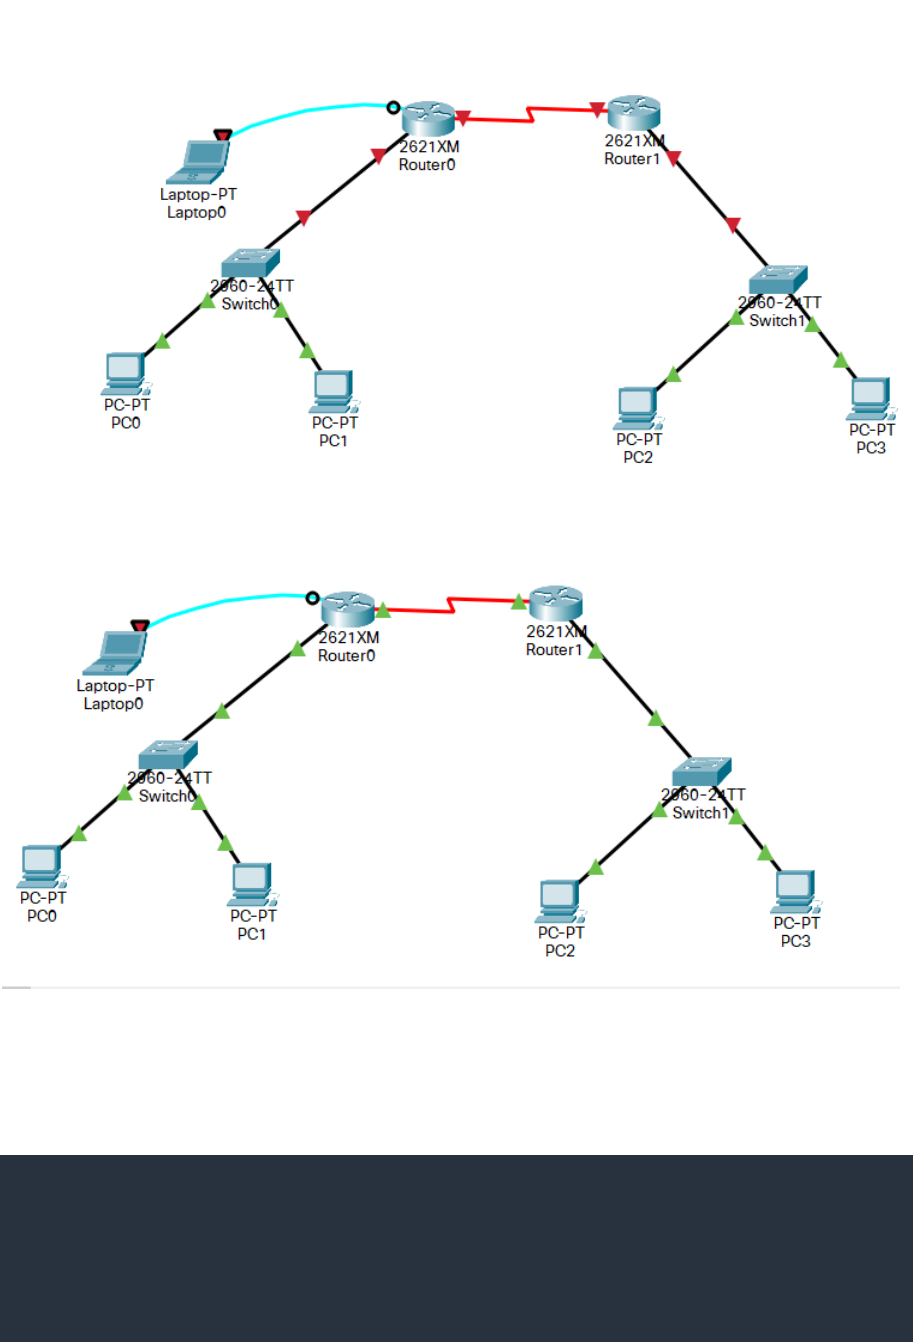 2621XM
Router0
2621XM
Router1
Laptop-PT
Laptop0
2960-24TT
Switch0
2960-24TT
Switch1
PC-PT
PC0
PC-PT
PC1
PC-PT
PC2
PC-PT
PC3
2621XM
Router0
2621XM
Router1
Laptop-PT
Laptop0
2960-24TT
Switch0
2960-24TT
Switch1
PC-PT
PC0
PC-PT
PC1
PC-PT
PC2
PC-PT
PC3